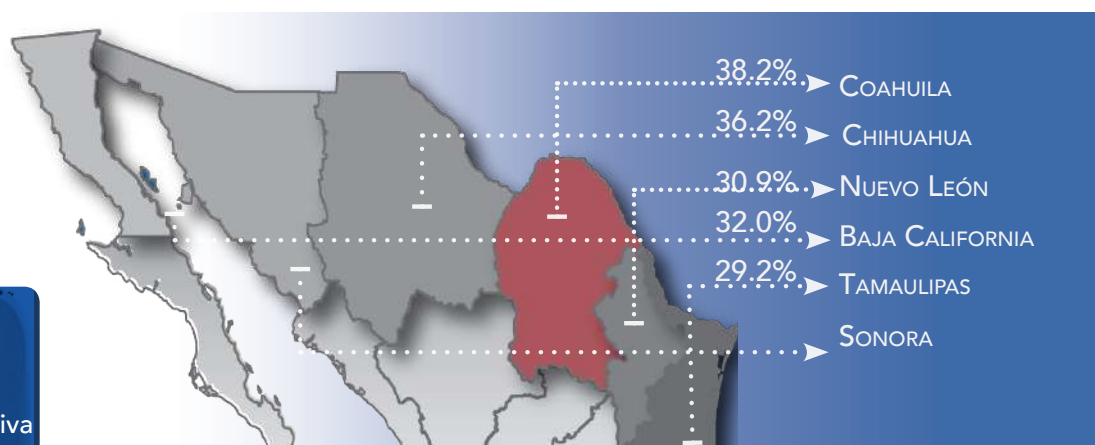 38.2% COAHUILA
36.2% CHIHUAHUA
30.9% NUEVO LEÓN
32.0% BAJA CALIFORNIA
29.2% TAMAULIPAS
SONORA
iva